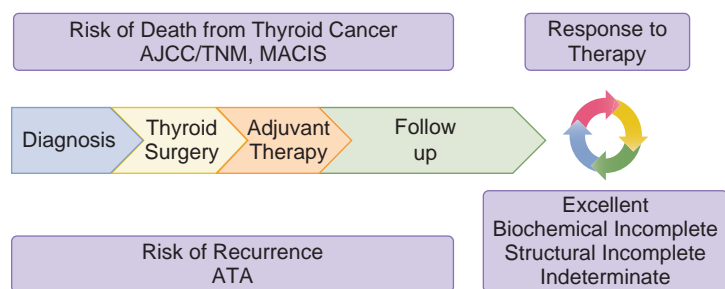 Risk of Death from Thyroid Cancer
AJCC/TNM, MACIS
Response to
Therapy
Diagnosis
Thyroid
Surgery
Adjuvant
Therapy
Follow
up
Risk of Recurrence
ATA
Excellent
Biochemical Incomplete
Structural Incomplete
Indeterminate